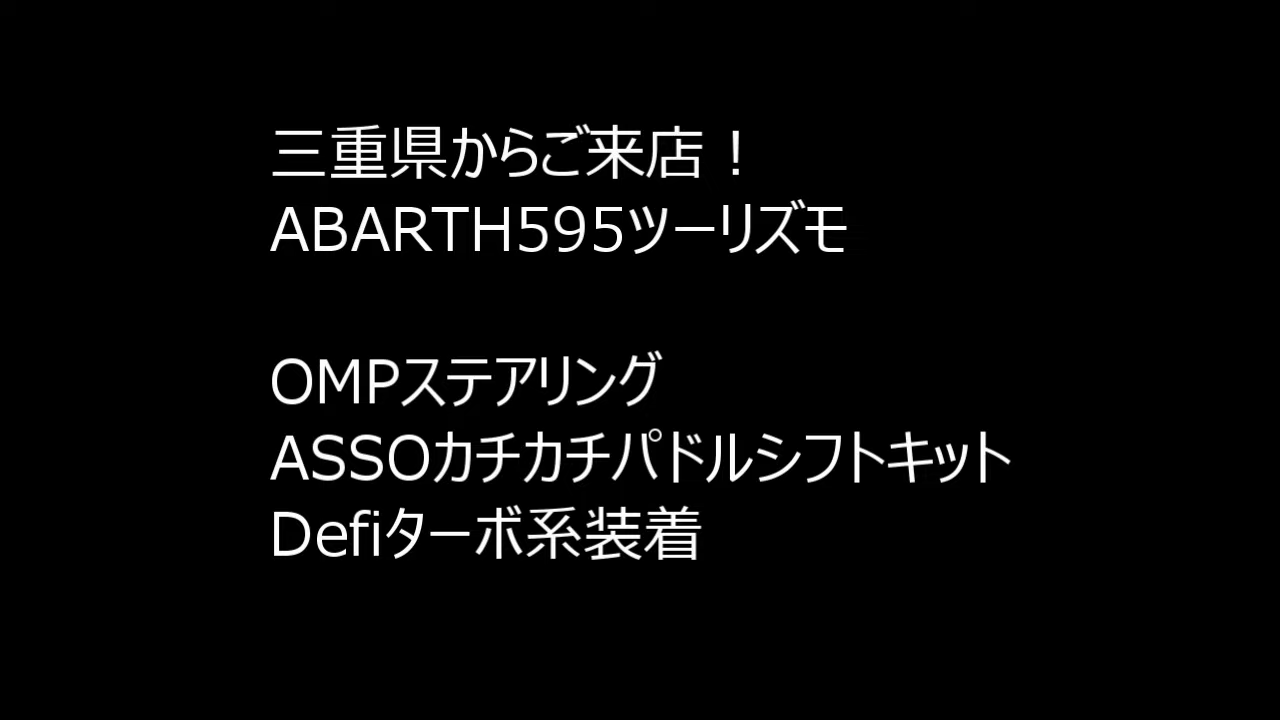 三重県からご来店！
ABARTH595ツーリズモ
OMPステアリング
ASSOカチカチパドルシフトキット
Defiターボ系装着